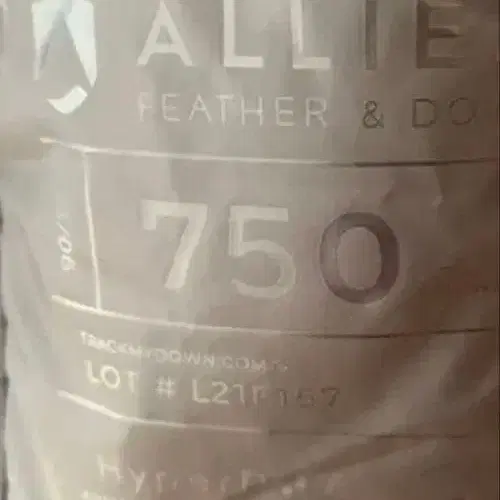 ALLIE
FEATHER & DO
750
TRACKMYDOWN.COM
LOT # L21F157